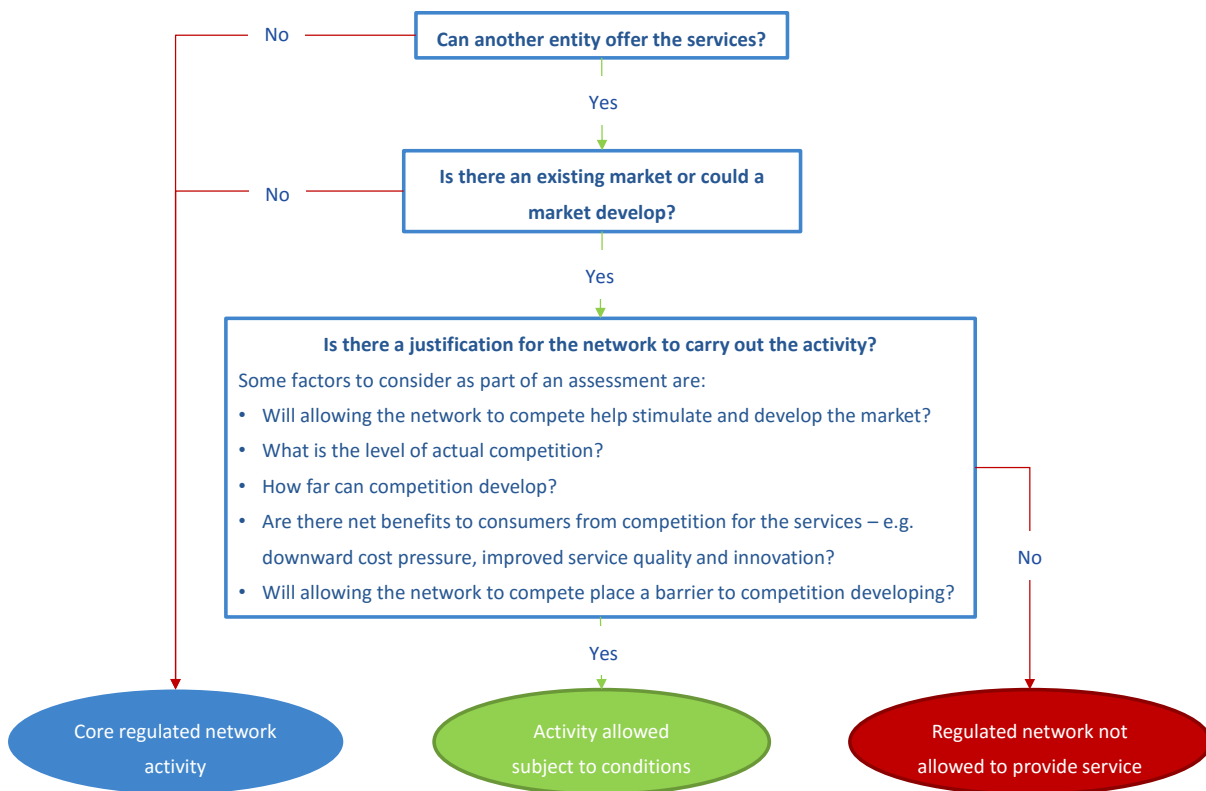 No
Can another entity offer the services?
Yes
No
Is there an existing market or could a
market develop?
Yes
Is there a justification for the network to carry out the activity?
Some factors to consider as part of an assessment are:
• Will allowing the network to compete help stimulate and develop the market?
• What is the level of actual competition?
• How far can competition develop?
• Are there net benefits to consumers from competition for the services – e.g.
downward cost pressure, improved service quality and innovation?
• Will allowing the network to compete place a barrier to competition developing?
No
Yes
Core regulated network
activity
Activity allowed
subject to conditions
Regulated network not
allowed to provide service